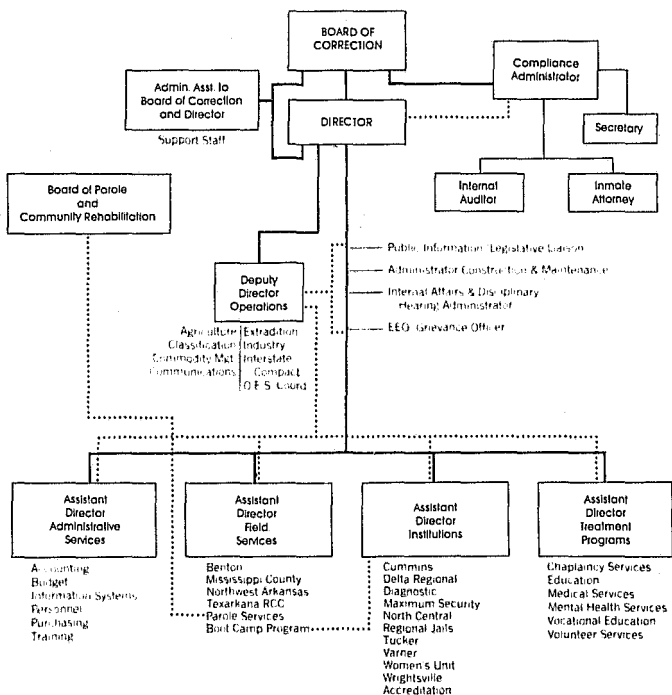 BOARD OF
CORRECTION
Compliance
Administrator
Admin. Asst. to
Board of Correction
and Director
Support Staff
DIRECTOR
Secretary
Internal
Auditor
Inmate
Attorney
Board of Parole
and
Community Rehabilitation
Public Information/Legislative Liaison
Administrator Construction & Maintenance
Internal Affairs & Disciplinary
Hearing Administrator
EEO Grievance Officer
Deputy
Director
Operations
Agriculture
Classification
Commodity Mgt.
Communications
Extradition
Industry
Interstate
Compact
O.E.S. Coord
Assistant
Director
Administrative
Services
Accounting
Budget
Information Systems
Personnel
Purchasing
Training
Assistant
Director
Field
Services
Benton
Mississippi County
Northwest Arkansas
Texarkana RCC
Parole Services
Boot Camp Program
Assistant
Director
Institutions
Cummins
Delta Regional
Diagnostic
Maximum Security
North Central
Regional Jails
Tucker
Varner
Women's Unit
Wrightsville
Accreditation
Assistant
Director
Treatment
Programs
Chaplaincy Services
Education
Medical Services
Mental Health Services
Vocational Education
Volunteer Services